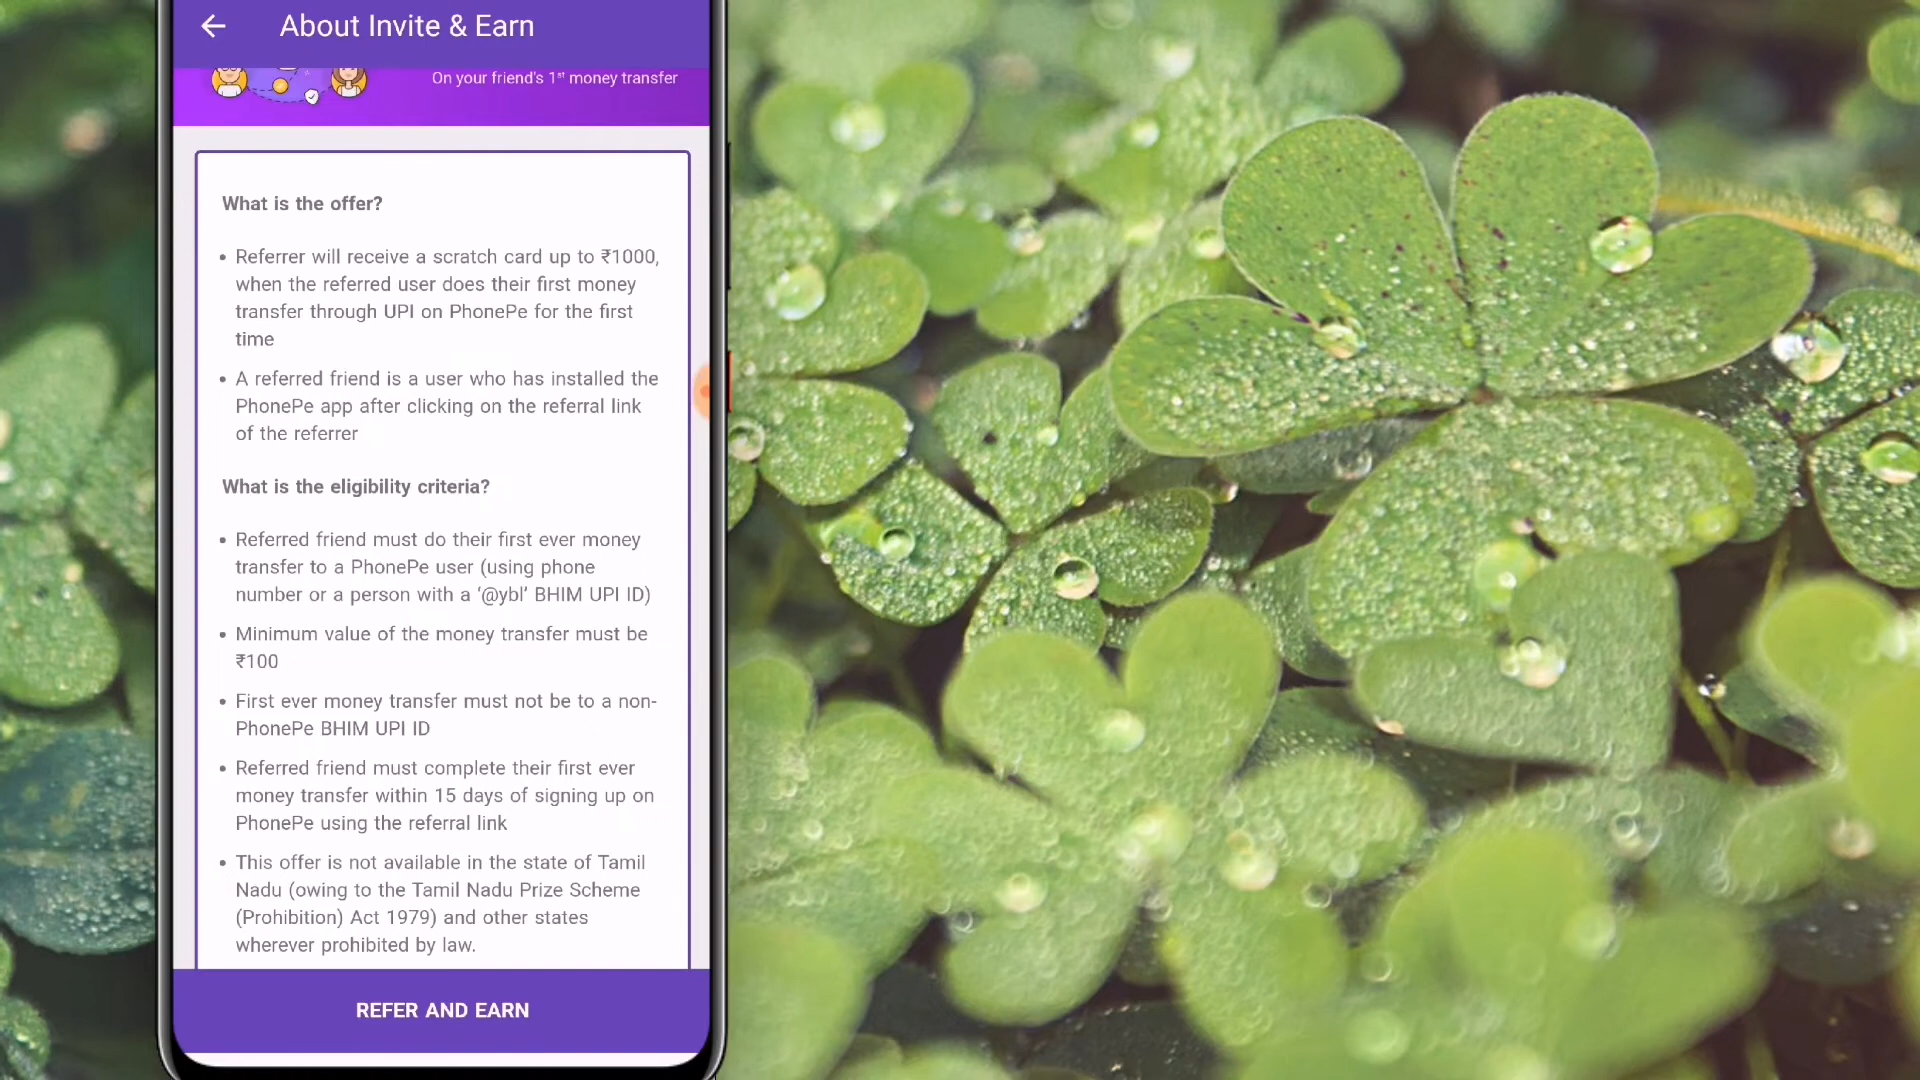 About Invite & Earn
On your friend's 1st money transfer
What is the offer?
• Referrer will receive a scratch card up to ₹1000,
when the referred user does their first money
transfer through UPI on PhonePe for the first
time
• A referred friend is a user who has installed the
PhonePe app after clicking on the referral link
of the referrer
What is the eligibility criteria?
• Referred friend must do their first ever money
transfer to a PhonePe user (using phone
number or a person with a ‘@ybl’ BHIM UPI ID)
• Minimum value of the money transfer must be
₹100
• First ever money transfer must not be to a non-
PhonePe BHIM UPI ID
• Referred friend must complete their first ever
money transfer within 15 days of signing up on
PhonePe using the referral link
• This offer is not available in the state of Tamil
Nadu (owing to the Tamil Nadu Prize Scheme
(Prohibition) Act 1979) and other states
wherever prohibited by law.
REFER AND EARN